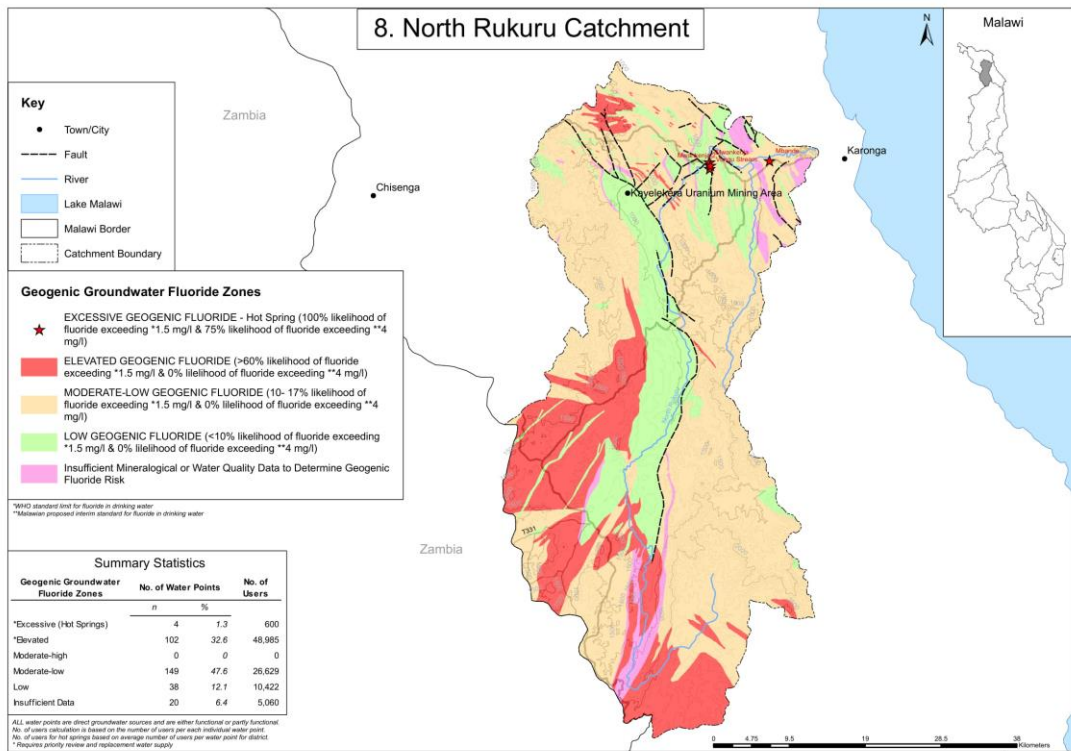 8. North Rukuru Catchment
N
Malawi
Key
Town/City
Fault
River
Lake Malawi
Malawi Border
Catchment Boundary
Zambia
Chisenga
Karonga
Kayelekera Uranium Mining Area
Mbande
Geogenic Groundwater Fluoride Zones
EXCESSIVE GEOGENIC FLUORIDE - Hot Spring (100% likelihood of
fluoride exceeding *1.5 mg/l & 75% likelihood of fluoride exceeding **4
mg/l)
ELEVATED GEOGENIC FLUORIDE (>60% likelihood of fluoride
exceeding *1.5 mg/l & 0% lilelihood of fluoride exceeding **4 mg/l)
MODERATE-LOW GEOGENIC FLUORIDE (10- 17% likelihood of
fluoride exceeding *1.5 mg/l & 0% lilelihood of fluoride exceeding **4
mg/l)
LOW GEOGENIC FLUORIDE (<10% likelihood of fluoride exceeding
*1.5 mg/l & 0% lilelihood of fluoride exceeding **4 mg/l)
Insufficient Mineralogical or Water Quality Data to Determine Geogenic
Fluoride Risk
*WHO standard limit for fluoride in drinking water
**Malawian proposed interim standard for fluoride in drinking water
T331
Zambia
Summary Statistics
Geogenic Groundwater Fluoride Zones No. of Water Points No. of Users
n %
*Excessive (Hot Springs) 4 1.3 600
*Elevated 102 32.6 48,985
Moderate-high 0 0 0
Moderate-low 149 47.6 26,629
Low 38 12.1 10,422
Insufficient Data 20 6.4 5,060
ALL water points are direct groundwater sources and are either functional or partly functional.
No. of users calculation is based on the number of users per each individual water point.
No. of users for hot springs based on average number of users per water point for district.
* Requires priority review and replacement water supply
0 4.75 9.5 19 28.5 38
Kilometers